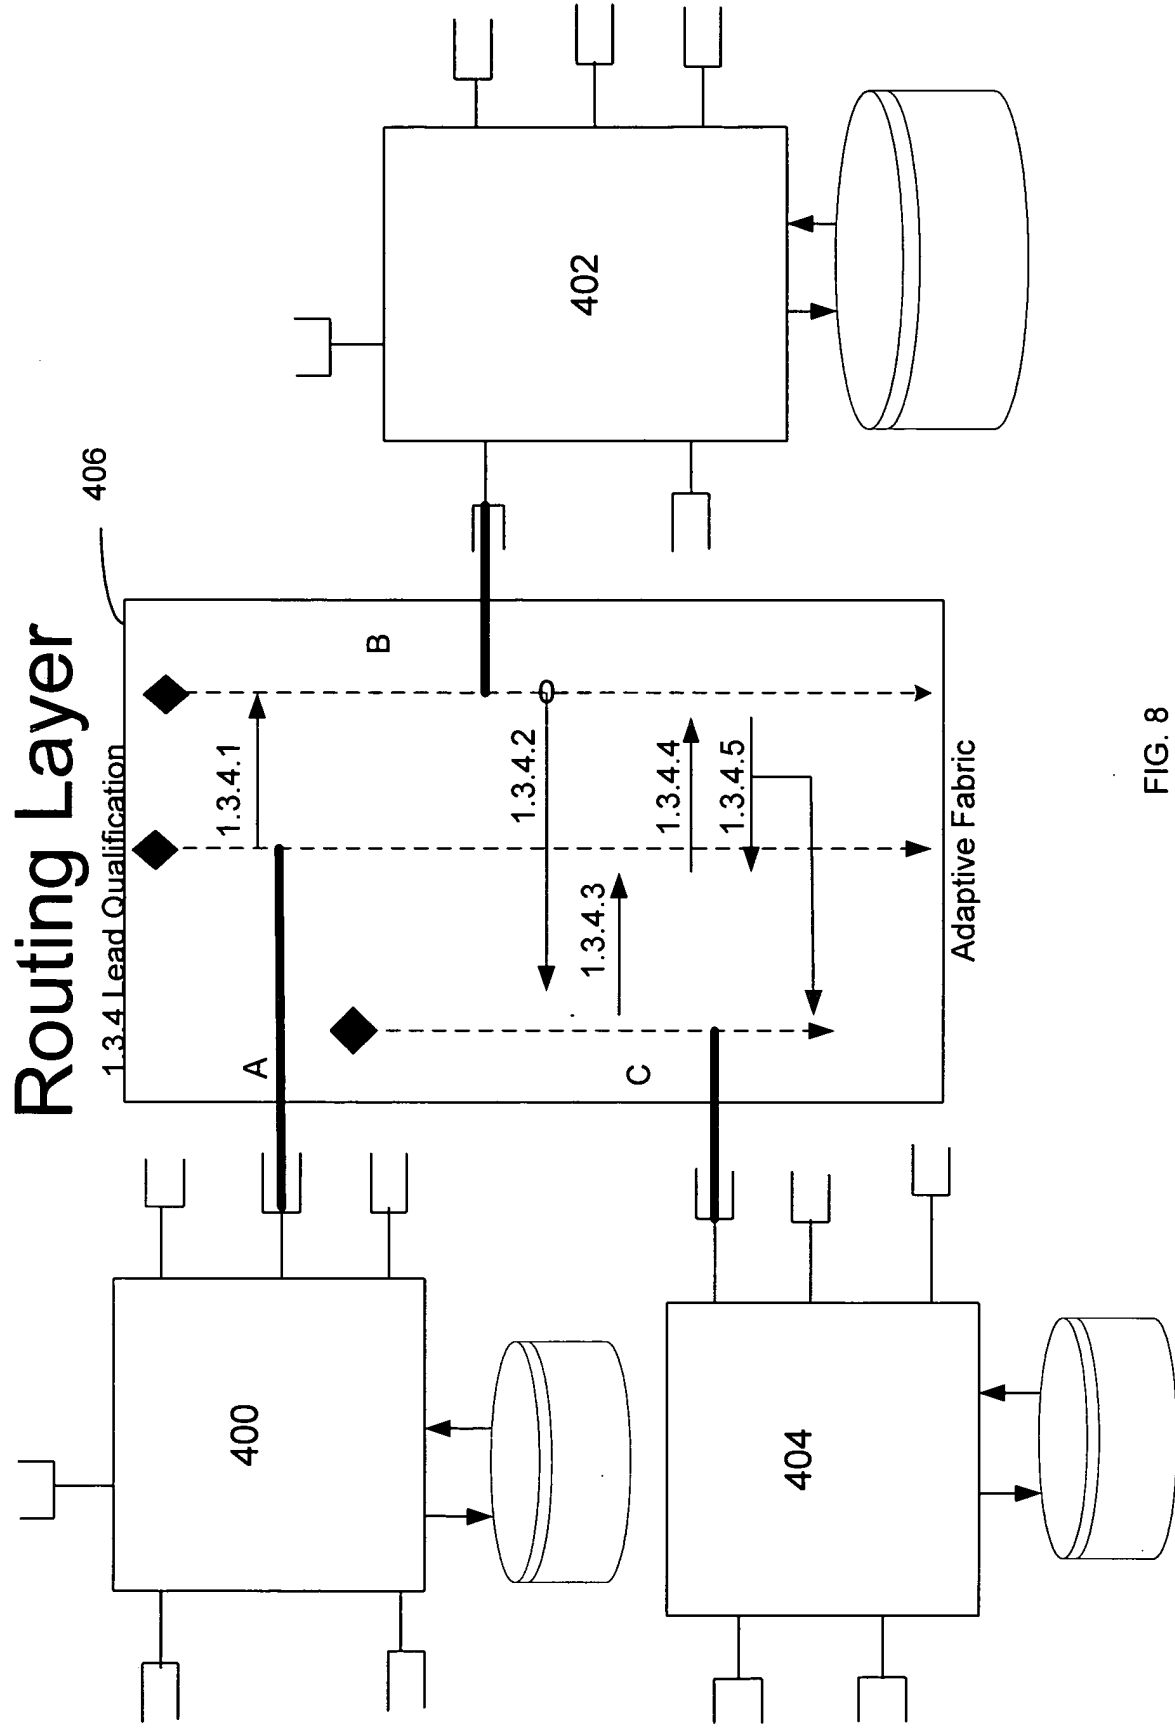 Routing Layer
1.3.4 Lead Qualification
406
A
B
1.3.4.1
400
402
1.3.4.2
1.3.4.3
C
1.3.4.4
1.3.4.5
404
Adaptive Fabric
FIG. 8